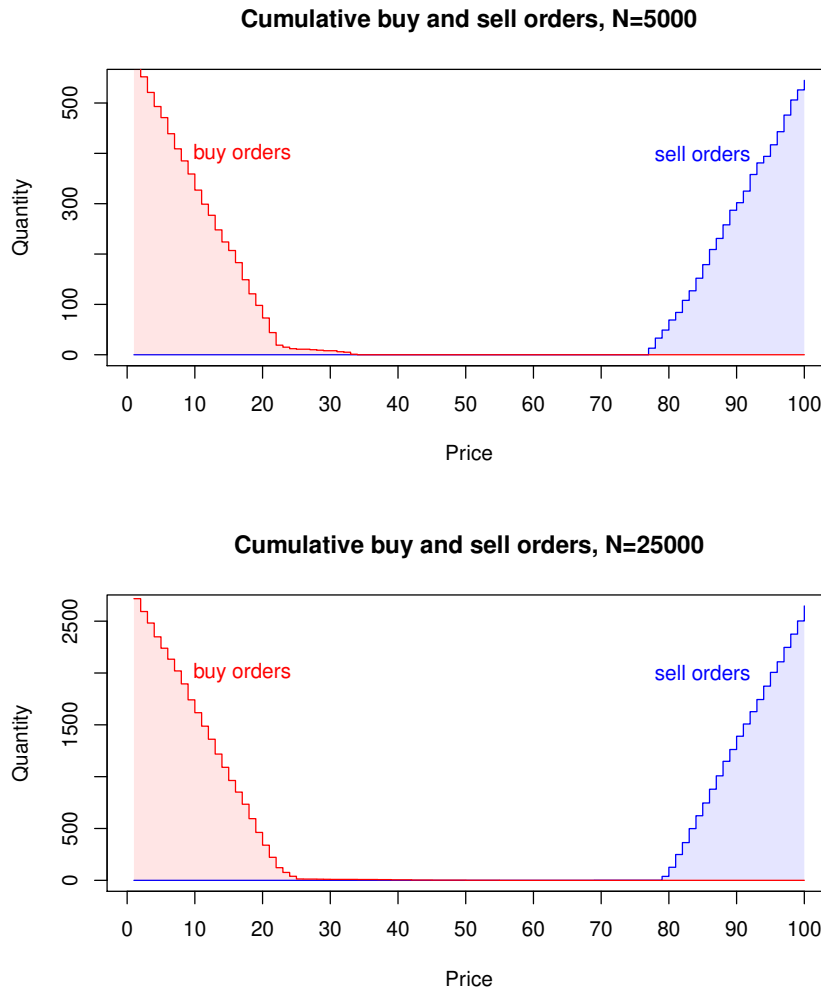 Cumulative buy and sell orders, N=5000
Quantity
0
100
300
500
buy orders
sell orders
0 10 20 30 40 50 60 70 80 90 100
Price
Cumulative buy and sell orders, N=25000
Quantity
0
500
1500
2500
buy orders
sell orders
0 10 20 30 40 50 60 70 80 90 100
Price